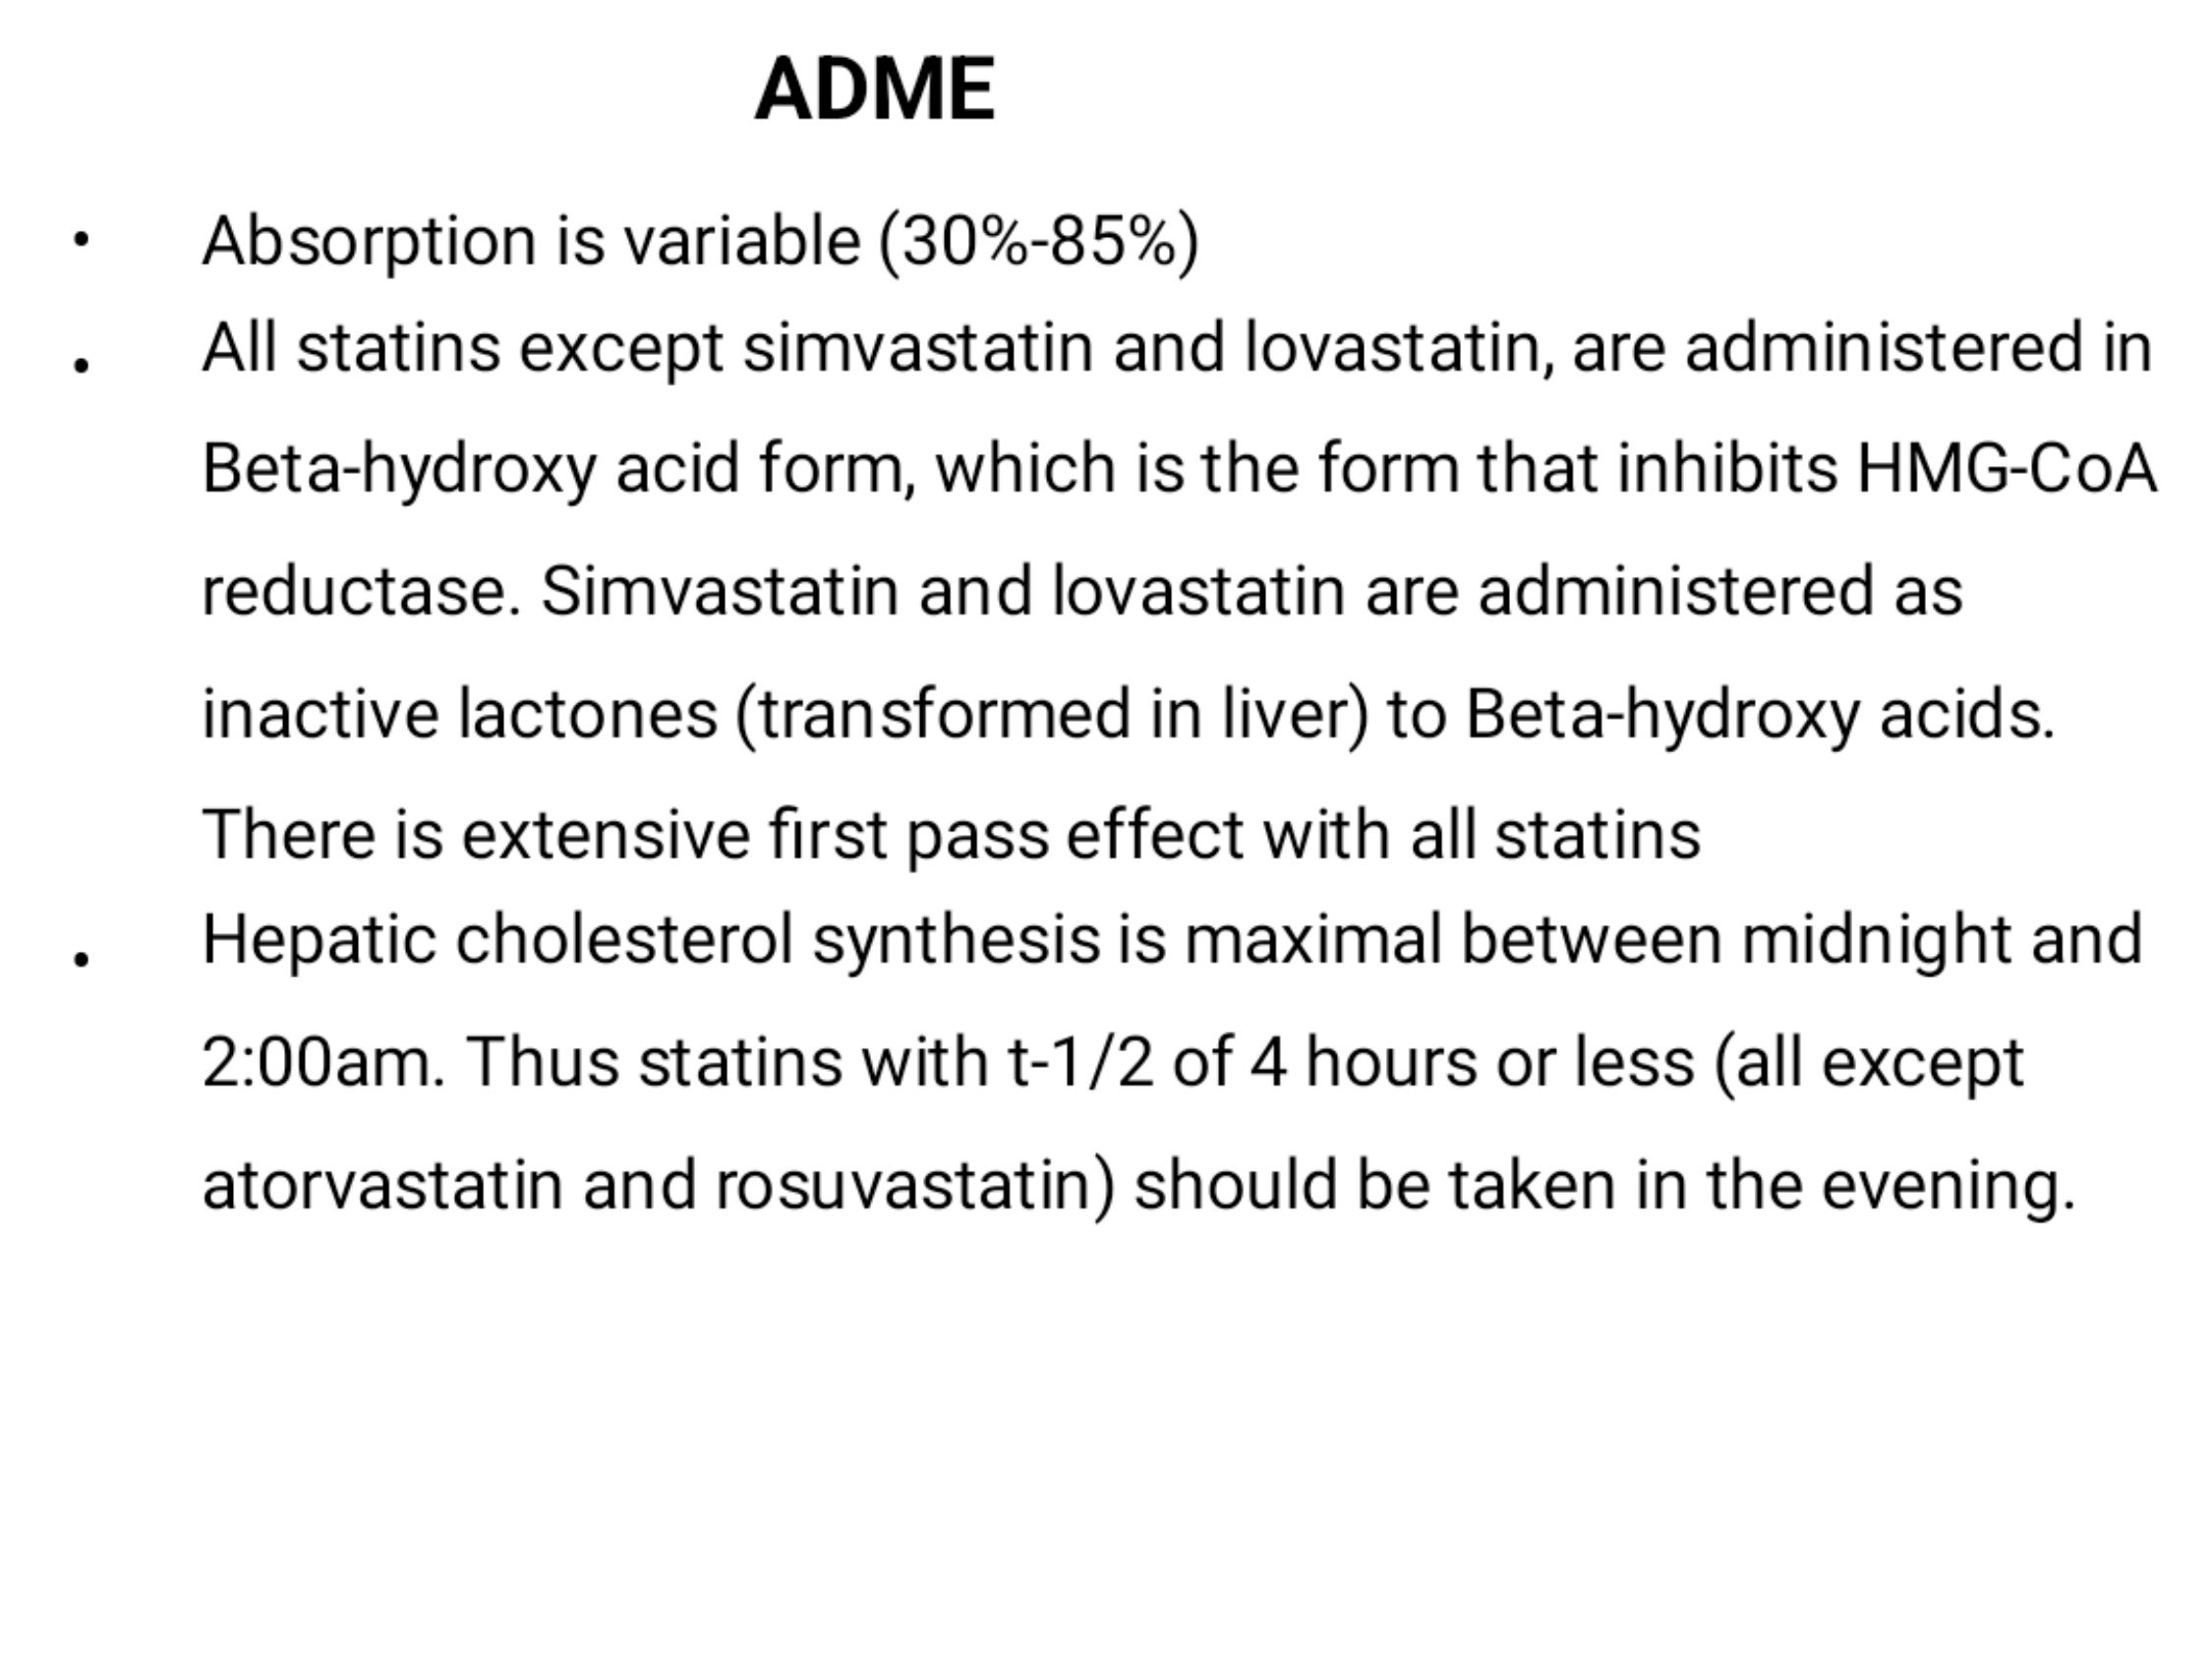 ADME
• Absorption is variable (30%-85%)
• All statins except simvastatin and lovastatin, are administered in
Beta-hydroxy acid form, which is the form that inhibits HMG-CoA
reductase. Simvastatin and lovastatin are administered as
inactive lactones (transformed in liver) to Beta-hydroxy acids.
There is extensive first pass effect with all statins
• Hepatic cholesterol synthesis is maximal between midnight and
2:00am. Thus statins with t-1/2 of 4 hours or less (all except
atorvastatin and rosuvastatin) should be taken in the evening.